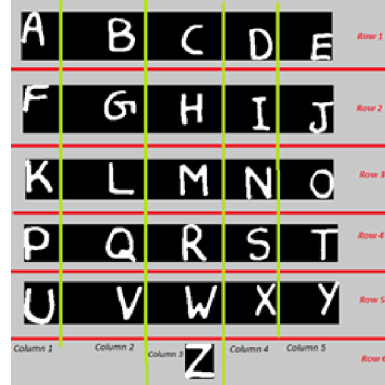 A B C D E Row 1
F G H I J Row 2
K L M N O Row 3
P Q R S T Row 4
U V W X Y Row 5
Column 1 Column 2 Column 3 Column 4 Column 5
Z Row 6